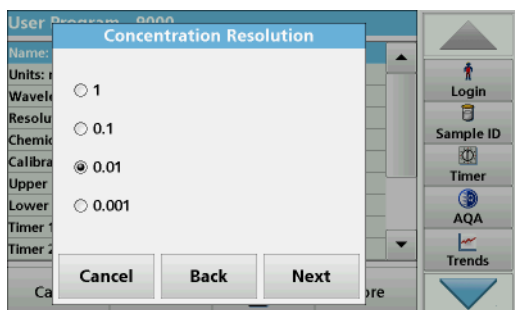 User Program 9000
Concentration Resolution
Name:
Units:
Wavele
Resolu
Chemic
Calibra
Upper
Lower
Timer 1
Timer 2
1
0.1
0.01
0.001
Cancel
Back
Next
Ca
ore
Login
Sample ID
Timer
AQA
Trends